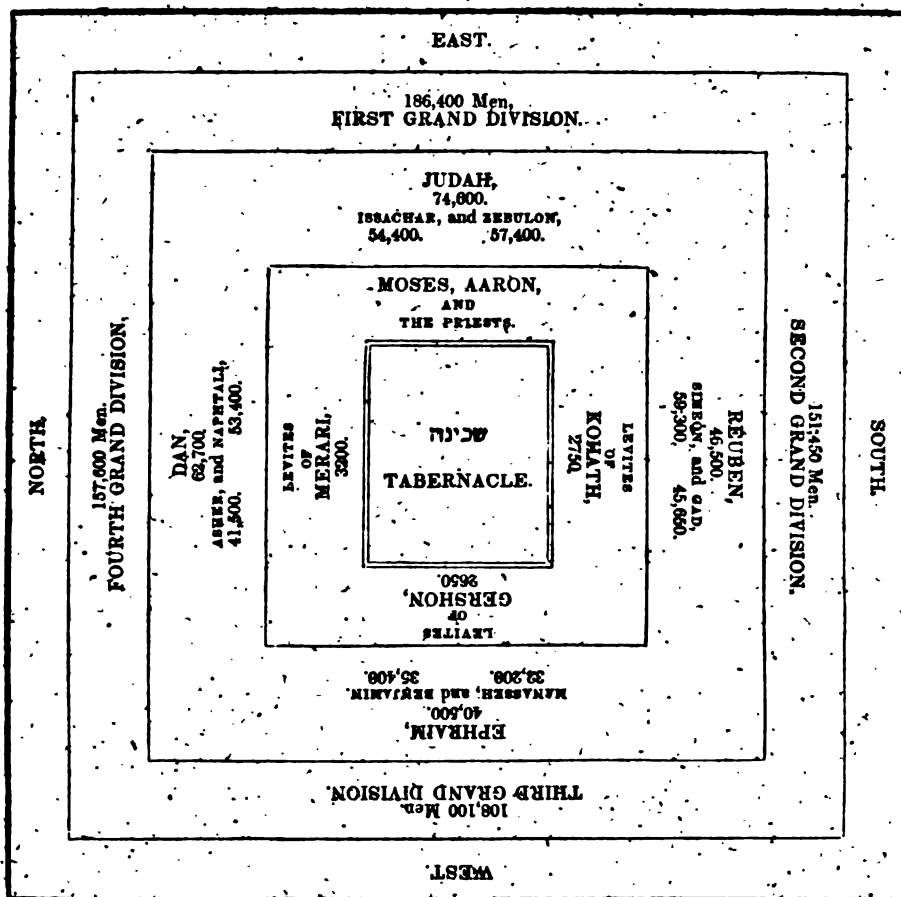 EAST.
186,400 Men,
FIRST GRAND DIVISION.
JUDAH,
74,600.
ISSACHAR, and ZEBULON,
54,400. 57,400.
MOSES, AARON,
AND
THE PRIESTS.
NORTH.
157,600 Men.
FOURTH GRAND DIVISION,
DAN,
62,700.
ASHER, and NAPHTALI,
41,500. 53,400.
LEVITES
OF
MERARI,
3200.
שכינה
TABERNACLE.
LEVITES
OF
KOHATH,
2750.
REUBEN,
46,500.
SIMEON, and GAD,
59,300. 45,650.
151,450 Men.
SECOND GRAND DIVISION.
SOUTH.
LEVITES
OF
GERSHON,
2650.
EPHRAIM,
40,500.
MANASSEH, and BENJAMIN.
32,208. 35,408.
108,100 Men.
THIRD GRAND DIVISION.
WEST.